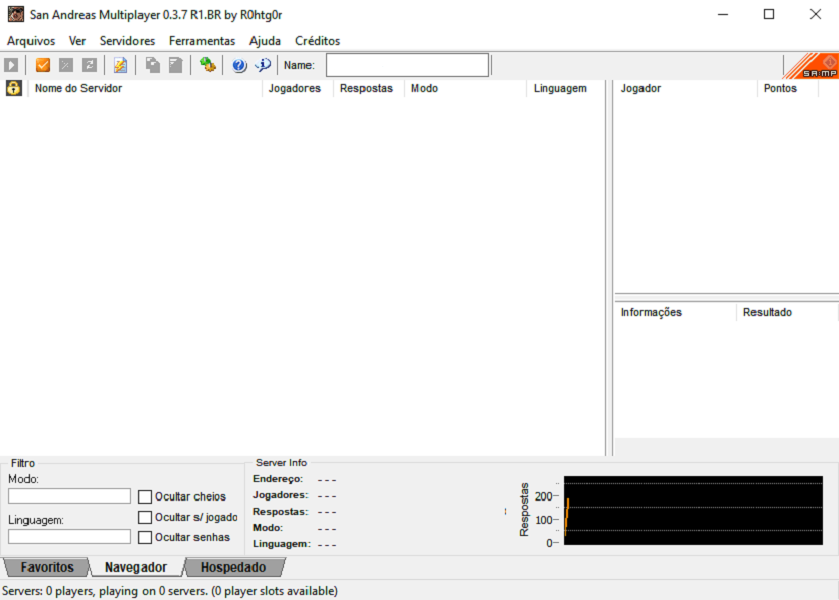 San Andreas Multiplayer 0.3.7 R1.BR by R0htg0r
Arquivos Ver Servidores Ferramentas Ajuda Créditos
Name:
SA:MP
Nome do Servidor Jogadores Respostas Modo Linguagem Jogador Pontos
Informações Resultado
Filtro Server Info
Modo: Endereço: ---
Ocultar cheios Jogadores: ---
Linguagem: Ocultar s/ jogado Respostas: ---
Modo: ---
Ocultar senhas Linguagem: ---
Respostas
200
100
0
Favoritos Navegador Hospedado
Servers: 0 players, playing on 0 servers. (0 player slots available)